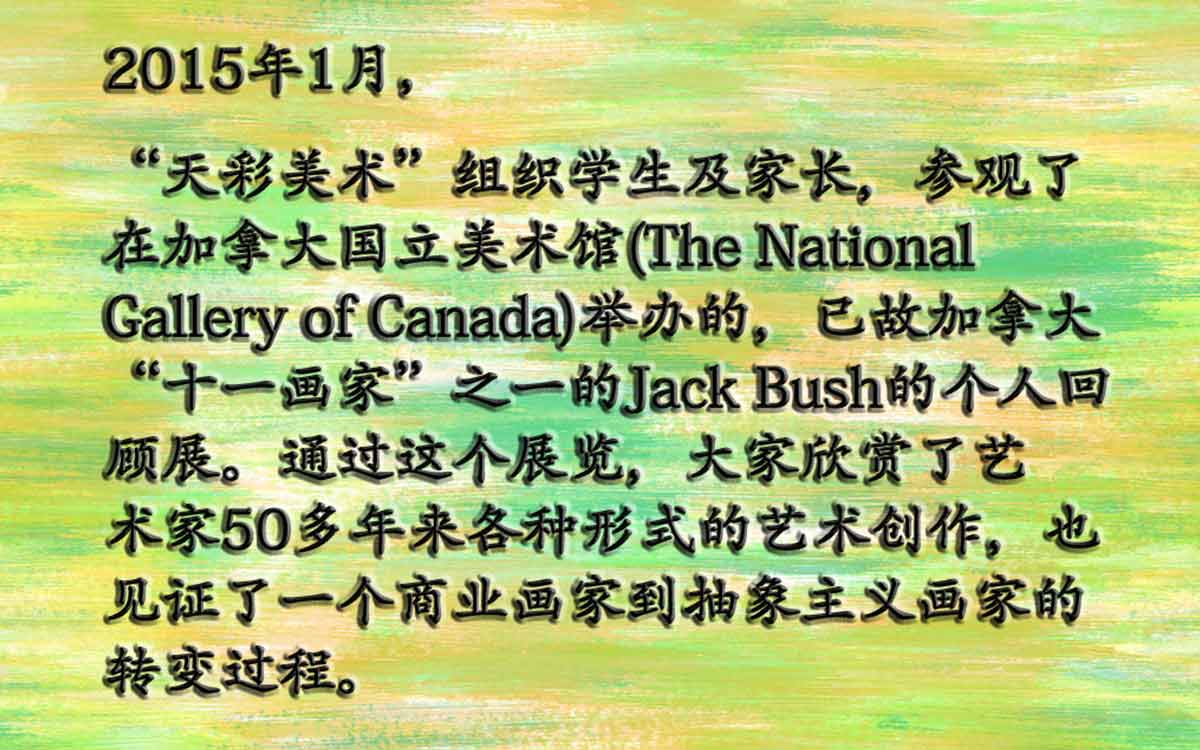 2015年1月，
“天彩美术”组织学生及家长，参观了
在加拿大国立美术馆(The National
Gallery of Canada)举办的，已故加拿大
“十一画家”之一的Jack Bush的个人回
顾展。通过这个展览，大家欣赏了艺
术家50多年来各种形式的艺术创作，也
见证了一个商业画家到抽象主义画家的
转变过程。